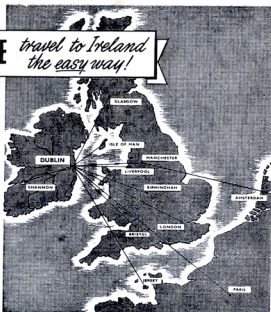 E
travel to Ireland
the easy way!
GLASGOW
ISLE OF MAN
DUBLIN
MANCHESTER
LIVERPOOL
SHANNON
BIRMINGHAM
AMSTERDAM
LONDON
BRISTOL
JERSEY
PARIS